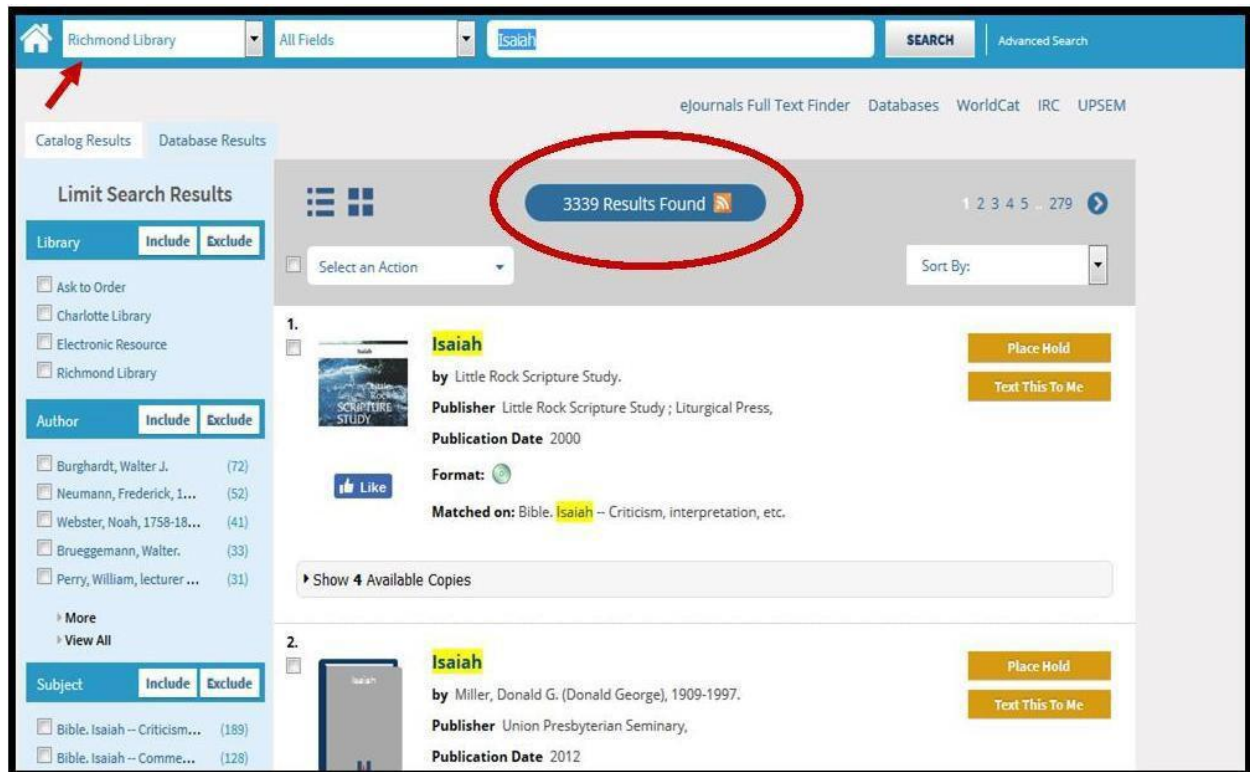 Richmond Library All Fields Isaiah SEARCH Advanced Search
eJournals Full Text Finder Databases WorldCat IRC UPSEM
Catalog Results Database Results
Limit Search Results
3339 Results Found
1 2 3 4 5 ... 279
Library Include Exclude
Select an Action
Sort By:
Ask to Order
Charlotte Library
Electronic Resource
Richmond Library
Author Include Exclude
Burghardt, Walter J. (72)
Neumann, Frederick, 1... (52)
Webster, Noah, 1758-18... (41)
Brueggemann, Walter. (33)
Perry, William, lecturer ... (31)
More
View All
Subject Include Exclude
Bible. Isaiah -- Criticism... (189)
Bible. Isaiah -- Comme... (128)
1.
Isaiah
SCRIPTURE
STUDY
Like
Isaiah
by Little Rock Scripture Study.
Publisher Little Rock Scripture Study ; Liturgical Press,
Publication Date 2000
Format:
Matched on: Bible. Isaiah -- Criticism, interpretation, etc.
Place Hold
Text This To Me
Show 4 Available Copies
2.
Isaiah
Isaiah
by Miller, Donald G. (Donald George), 1909-1997.
Publisher Union Presbyterian Seminary,
Publication Date 2012
Place Hold
Text This To Me